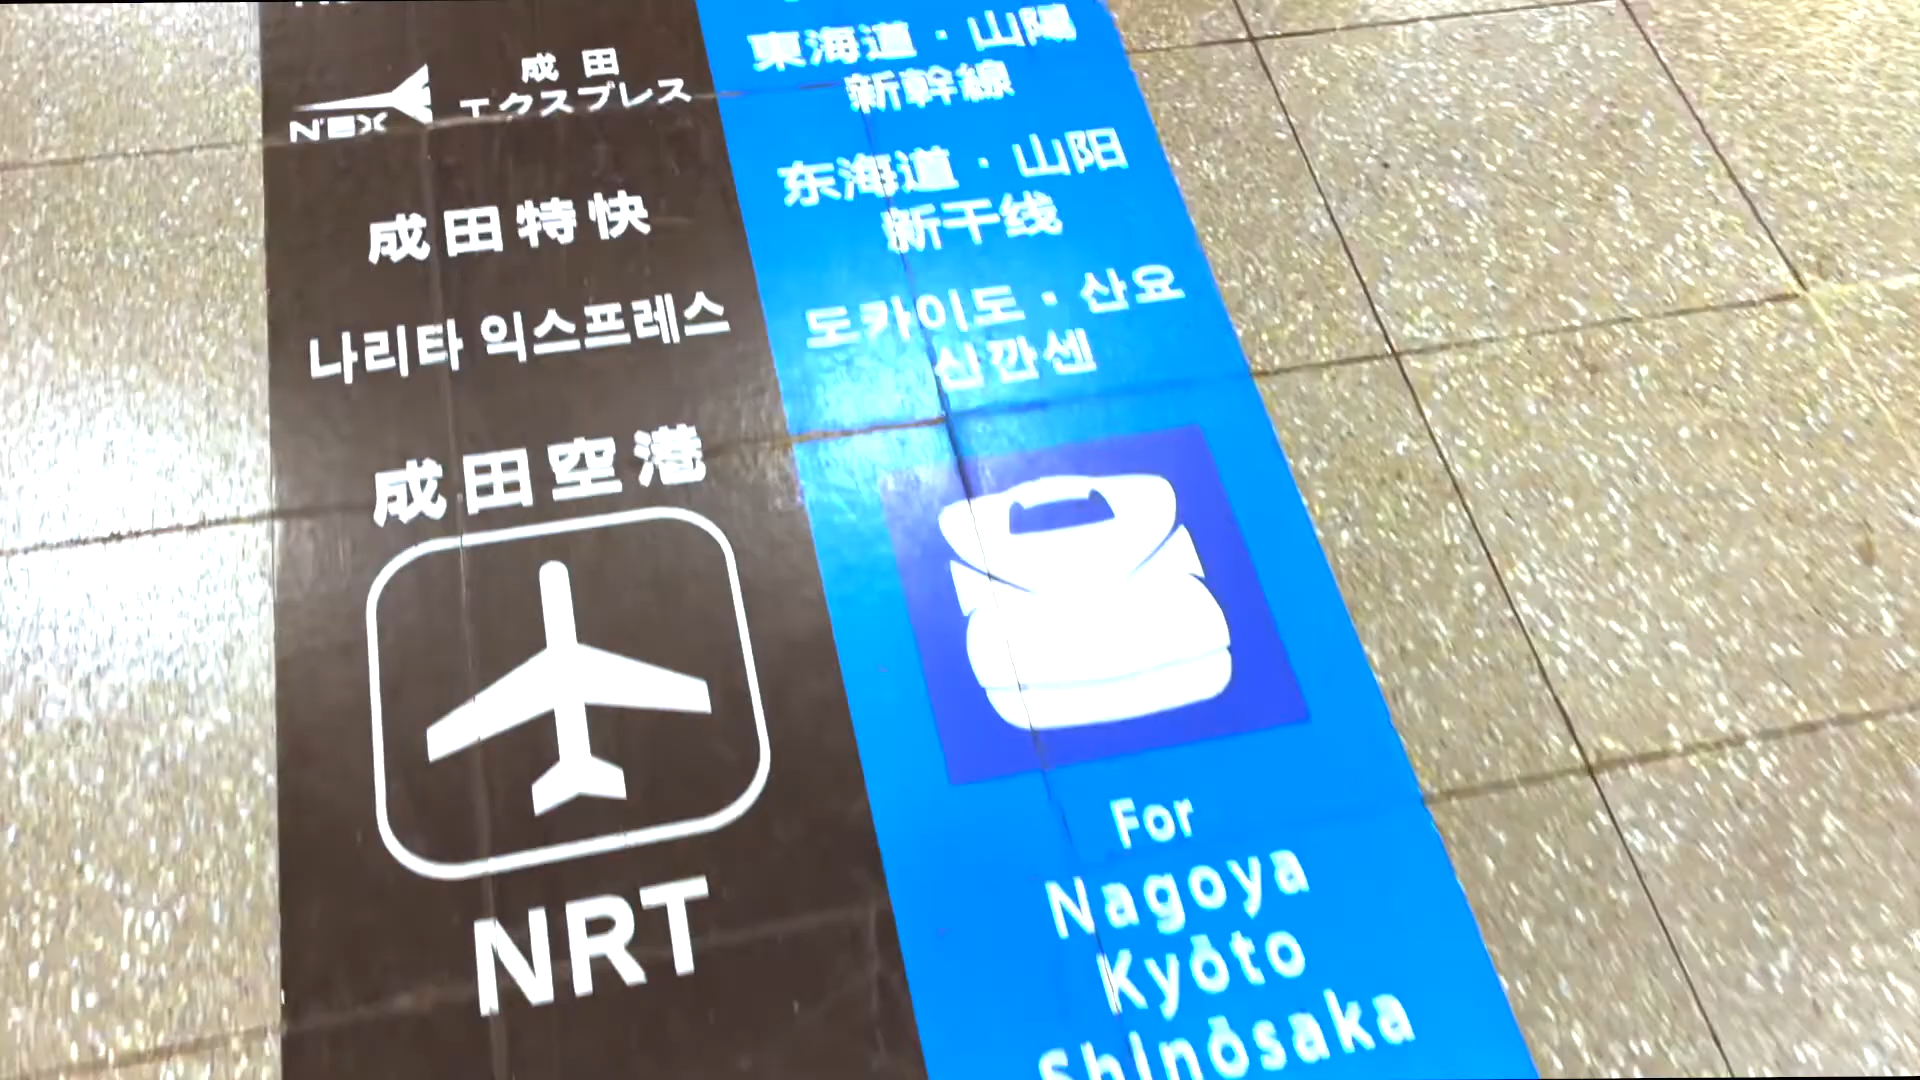 N'EX
成田
エクスプレス
成田特快
나리타 익스프레스
成田空港
NRT
東海道・山陽
新幹線
东海道・山阳
新干线
도카이도・산요
신칸센
For
Nagoya
Kyōto
Shinōsaka